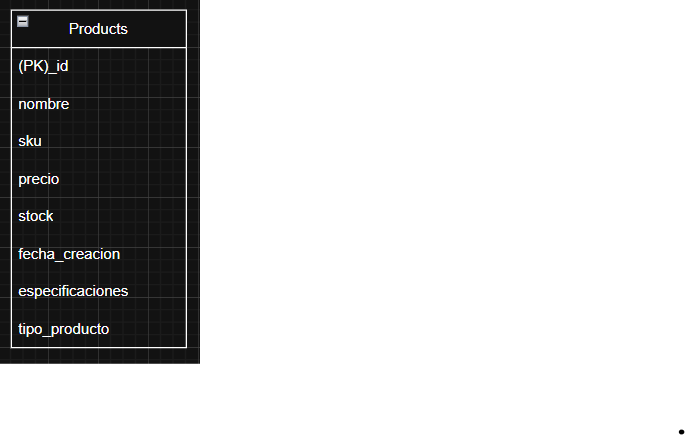 Products
(PK)_id
nombre
sku
precio
stock
fecha_creacion
especificaciones
tipo_producto
.